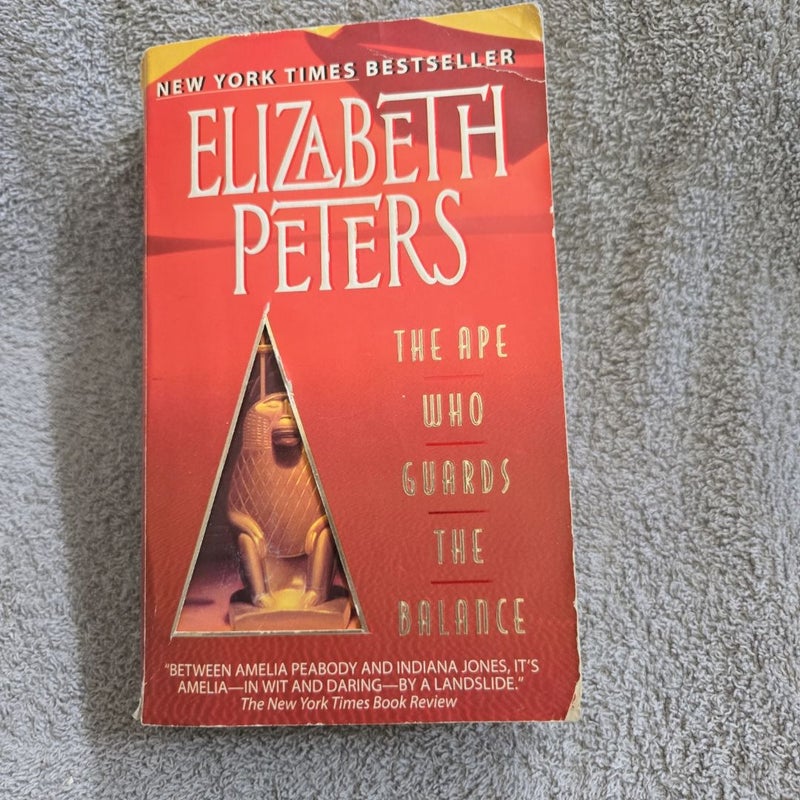 NEW YORK TIMES BESTSELLER
ELIZABETH
PETERS
THE APE
WHO
GUARDS
THE
BALANCE
"BETWEEN AMELIA PEABODY AND INDIANA JONES, IT'S
AMELIA—IN WIT AND DARING—BY A LANDSLIDE."
The New York Times Book Review